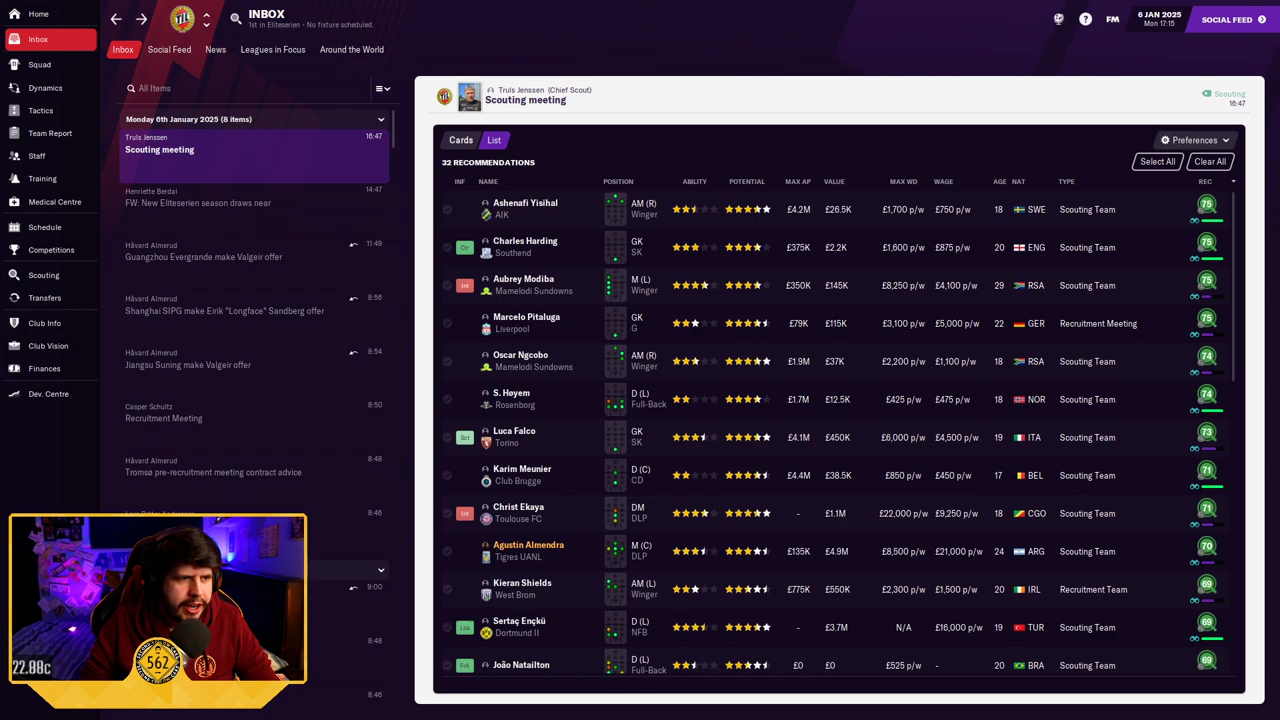 Home
Inbox
Squad
Dynamics
Tactics
Team Report
Staff
Training
Medical Centre
Schedule
Competitions
Scouting
Transfers
Club Info
Club Vision
Finances
Dev. Centre
TIL
INBOX
1st in Eliteserien - No fixture scheduled.
? FM
6 JAN 2025
Mon 17:15
SOCIAL FEED
Inbox Social Feed News Leagues in Focus Around the World
All Items
Monday 6th January 2025 (8 items)
Truls Jenssen 16:47
Scouting meeting
Henriette Berdal 14:47
FW: New Eliteserien season draws near
Håvard Almerud 11:49
Guangzhou Evergrande make Valgeir offer
Håvard Almerud 8:56
Shanghai SIPG make Eirik "Longface" Sandberg offer
Håvard Almerud 8:54
Jiangsu Suning make Valgeir offer
Casper Schultz 8:50
Recruitment Meeting
Håvard Almerud 8:48
Tromsø pre-recruitment meeting contract advice
8:46
9:00
8:48
8:46
22.88c
562
Truls Jenssen (Chief Scout)
Scouting meeting
Scouting
16:47
Cards List
Preferences
32 RECOMMENDATIONS
Select All Clear All
INF NAME POSITION ABILITY POTENTIAL MAX AP VALUE MAX WD WAGE AGE NAT TYPE REC
Ashenafi Yisihal AM (R) £4.2M £26.5K £1,700 p/w £750 p/w 18 SWE Scouting Team 75
AIK Winger
Ctr Charles Harding GK £375K £2.2K £1,600 p/w £875 p/w 20 ENG Scouting Team 75
Southend SK
Int Aubrey Modiba M (L) £350K £145K £8,250 p/w £4,100 p/w 29 RSA Scouting Team 75
Mamelodi Sundowns Winger
Marcelo Pitaluga GK £79K £115K £3,100 p/w £5,000 p/w 22 GER Recruitment Meeting 75
Liverpool G
Oscar Ngcobo AM (R) £1.9M £37K £2,200 p/w £1,100 p/w 18 RSA Scouting Team 74
Mamelodi Sundowns Winger
S. Høyem D (L) £1.7M £12.5K £425 p/w £475 p/w 18 NOR Scouting Team 74
Rosenborg Full-Back
Sct Luca Falco GK £4.1M £450K £6,000 p/w £4,500 p/w 19 ITA Scouting Team 73
Torino SK
Karim Meunier D (C) £4.4M £38.5K £850 p/w £450 p/w 17 BEL Scouting Team 71
Club Brugge CD
Int Christ Ekaya DM - £1.1M £22,000 p/w £9,250 p/w 18 CGO Scouting Team 71
Toulouse FC DLP
Agustín Almendra M (C) £135K £4.9M £8,500 p/w £21,000 p/w 24 ARG Scouting Team 70
Tigres UANL DLP
Kieran Shields AM (L) £775K £550K £2,300 p/w £1,500 p/w 20 IRL Recruitment Team 69
West Brom Winger
Loa Sertaç Ençkü D (L) - £3.7M N/A £16,000 p/w 19 TUR Scouting Team 69
Dortmund II NFB
FrA João Natailton D (L) £0 £0 £525 p/w - 20 BRA Scouting Team 69
Full-Back